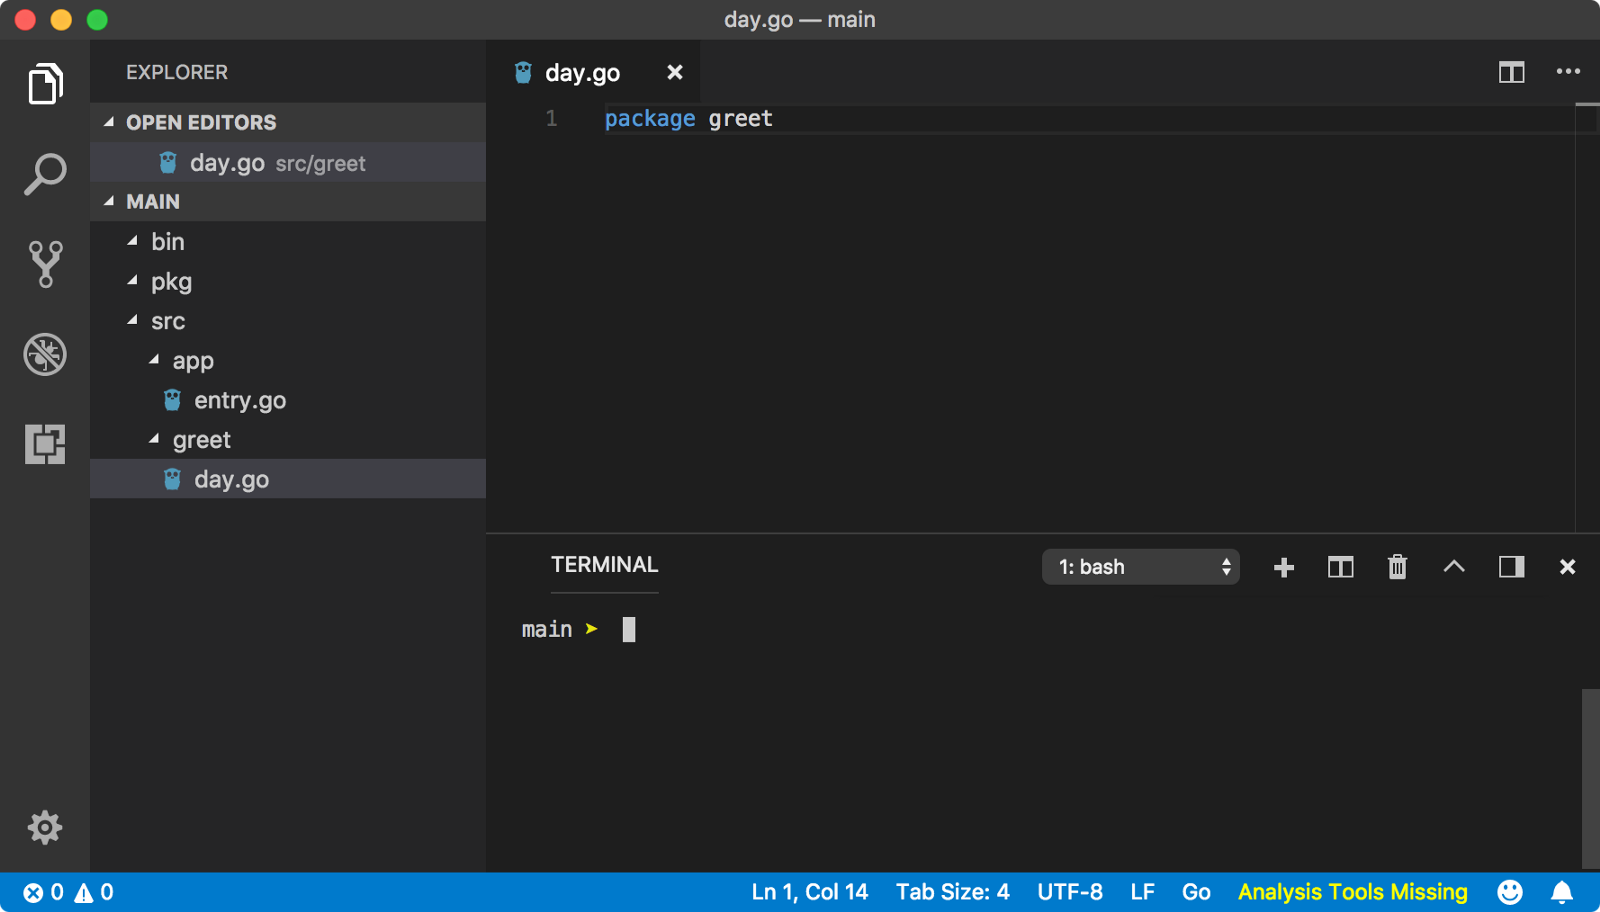 day.go — main
EXPLORER
OPEN EDITORS
day.go src/greet
MAIN
bin
pkg
src
app
entry.go
greet
day.go
day.go
1 package greet
TERMINAL
1: bash
main ➤
0 0
Ln 1, Col 14 Tab Size: 4 UTF-8 LF Go Analysis Tools Missing